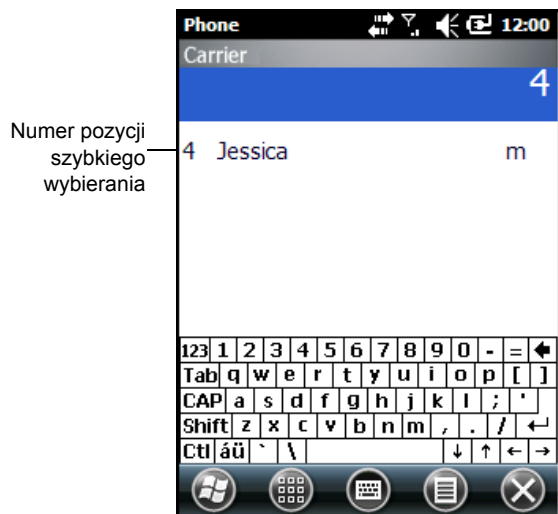 Phone 12:00
Carrier
4
Numer pozycji
szybkiego
wybierania
4 Jessica m
123 1 2 3 4 5 6 7 8 9 0 - =
Tab q w e r t y u i o p [ ]
CAP a s d f g h j k l ; '
Shift z x c v b n m , . /
Ctl áü ` \ ↓ ↑ ← →